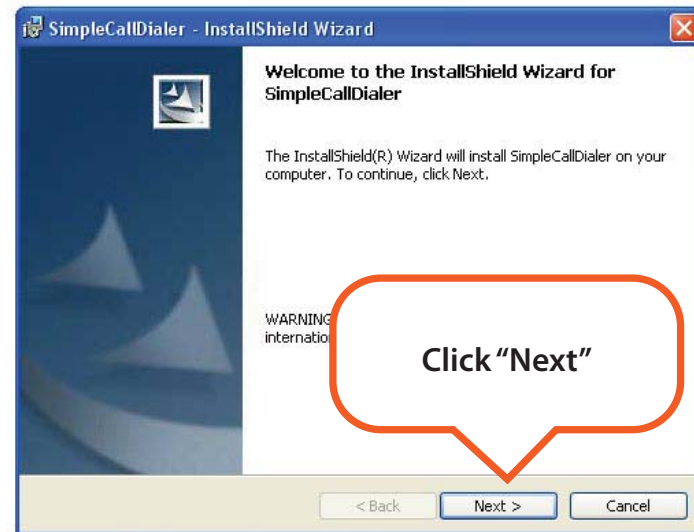 SimpleCallDialer - InstallShield Wizard
Welcome to the InstallShield Wizard for
SimpleCallDialer
The InstallShield(R) Wizard will install SimpleCallDialer on your
computer. To continue, click Next.
WARNING
Click “Next”
< Back Next > Cancel